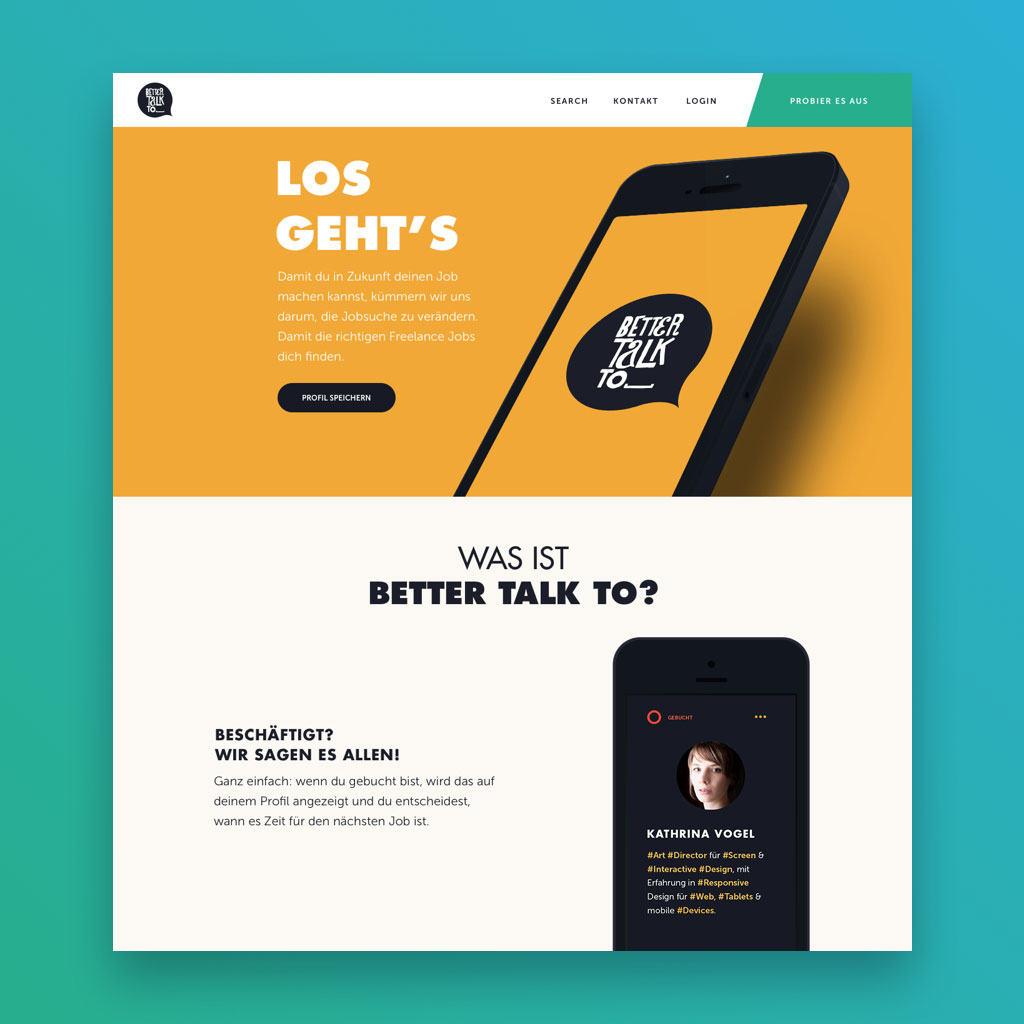 BETTER
TALK
TO__
SEARCH KONTAKT LOGIN PROBIER ES AUS
LOS
GEHT’S
Damit du in Zukunft deinen Job
machen kannst, kümmern wir uns
darum, die Jobsuche zu verändern.
Damit die richtigen Freelance Jobs
dich finden.
PROFIL SPEICHERN
BETTER
TALK
TO__
WAS IST
BETTER TALK TO?
BESCHÄFTIGT?
WIR SAGEN ES ALLEN!
Ganz einfach: wenn du gebucht bist, wird das auf
deinem Profil angezeigt und du entscheidest,
wann es Zeit für den nächsten Job ist.
GEBUCHT
KATHRINA VOGEL
#Art #Director für #Screen &
#Interactive #Design, mit
Erfahrung in #Responsive
Design für #Web, #Tablets &
mobile #Devices.